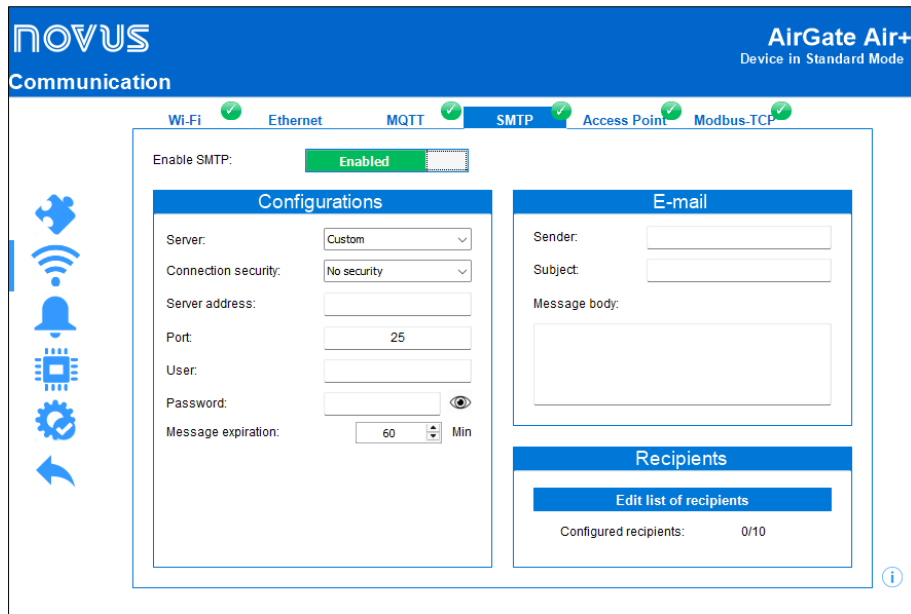 novus
AirGate Air+
Device in Standard Mode
Communication
Wi-Fi Ethernet MQTT SMTP Access Point Modbus-TCP
Enable SMTP: Enabled
Configurations
Server: Custom
Connection security: No security
Server address:
Port: 25
User:
Password:
Message expiration: 60 Min
E-mail
Sender:
Subject:
Message body:
Recipients
Edit list of recipients
Configured recipients: 0/10
i